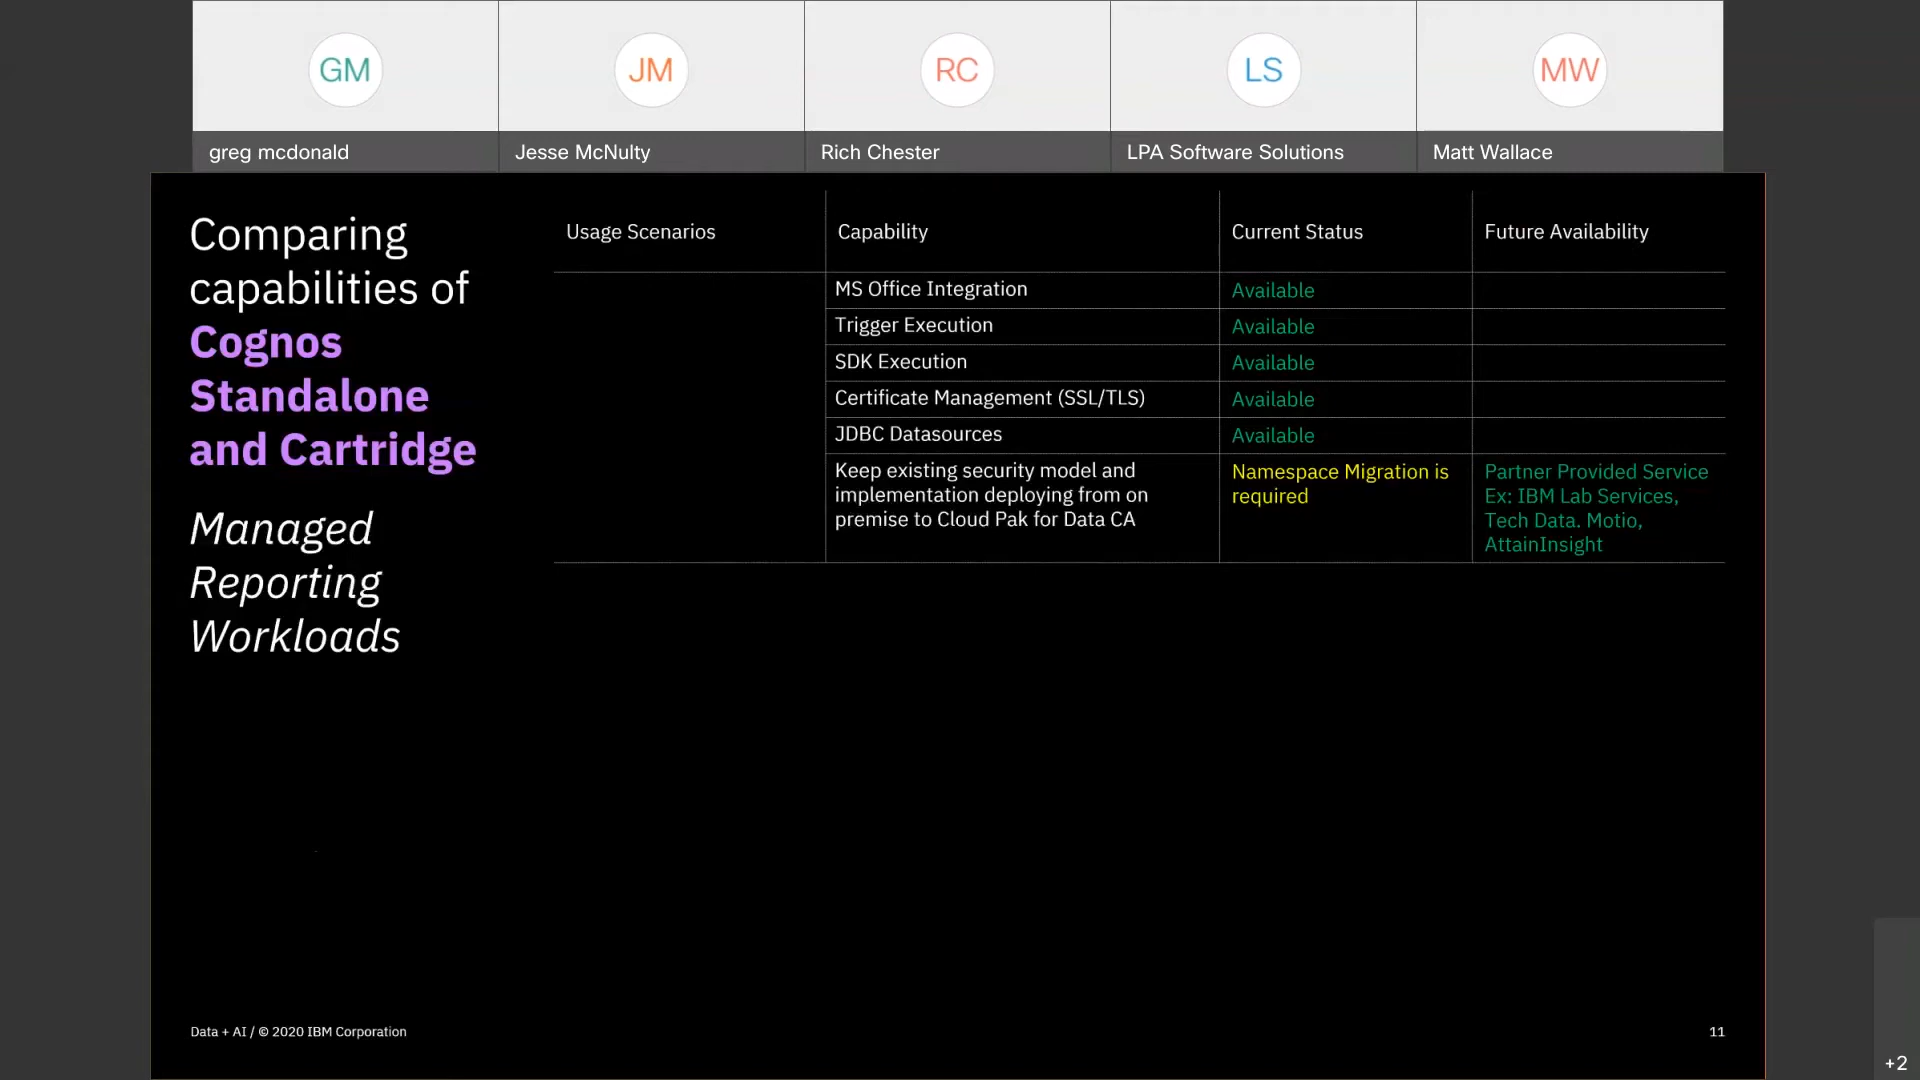 GM
JM
RC
LS
MW
greg mcdonald
Jesse McNulty
Rich Chester
LPA Software Solutions
Matt Wallace
Comparing
capabilities of
Cognos
Standalone
and Cartridge
Managed
Reporting
Workloads
Usage Scenarios
Capability
Current Status
Future Availability
MS Office Integration
Available
Trigger Execution
Available
SDK Execution
Available
Certificate Management (SSL/TLS)
Available
JDBC Datasources
Available
Keep existing security model and
implementation deploying from on
premise to Cloud Pak for Data CA
Namespace Migration is
required
Partner Provided Service
Ex: IBM Lab Services,
Tech Data. Motio,
AttainInsight
Data + AI / © 2020 IBM Corporation
11
+2